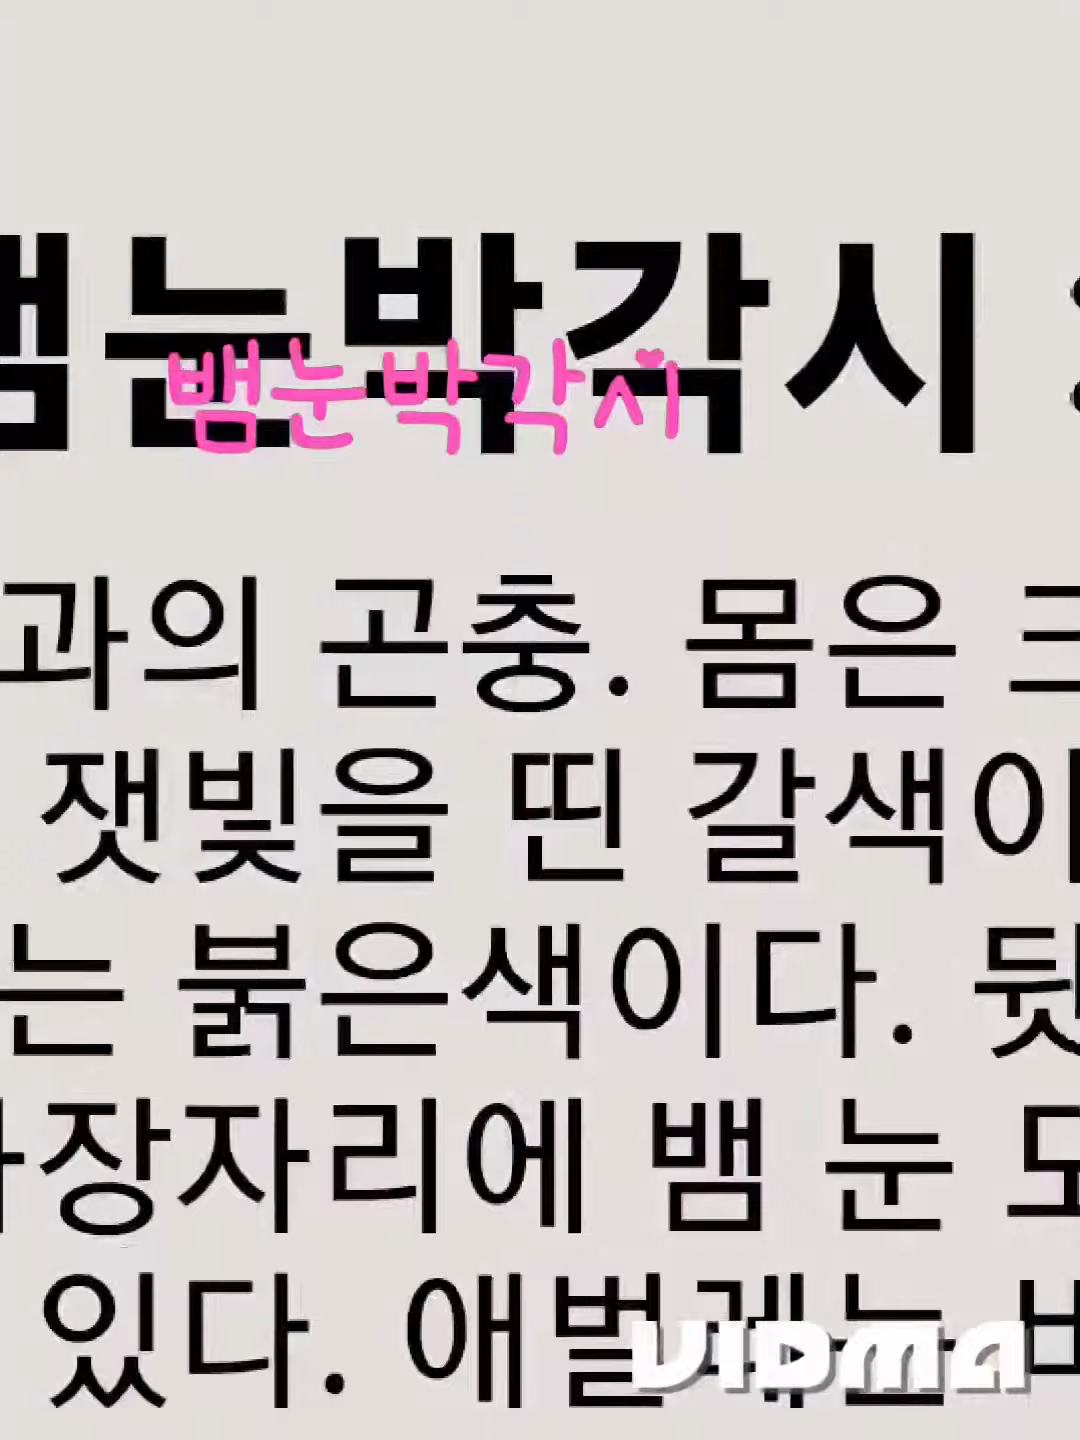 뱀눈박각시
뱀눈박각시
과의 곤충. 몸은
잿빛을 띤 갈색이
는 붉은색이다. 뒷
장자리에 뱀 눈 모
있다. 애벌레는
VIDMA